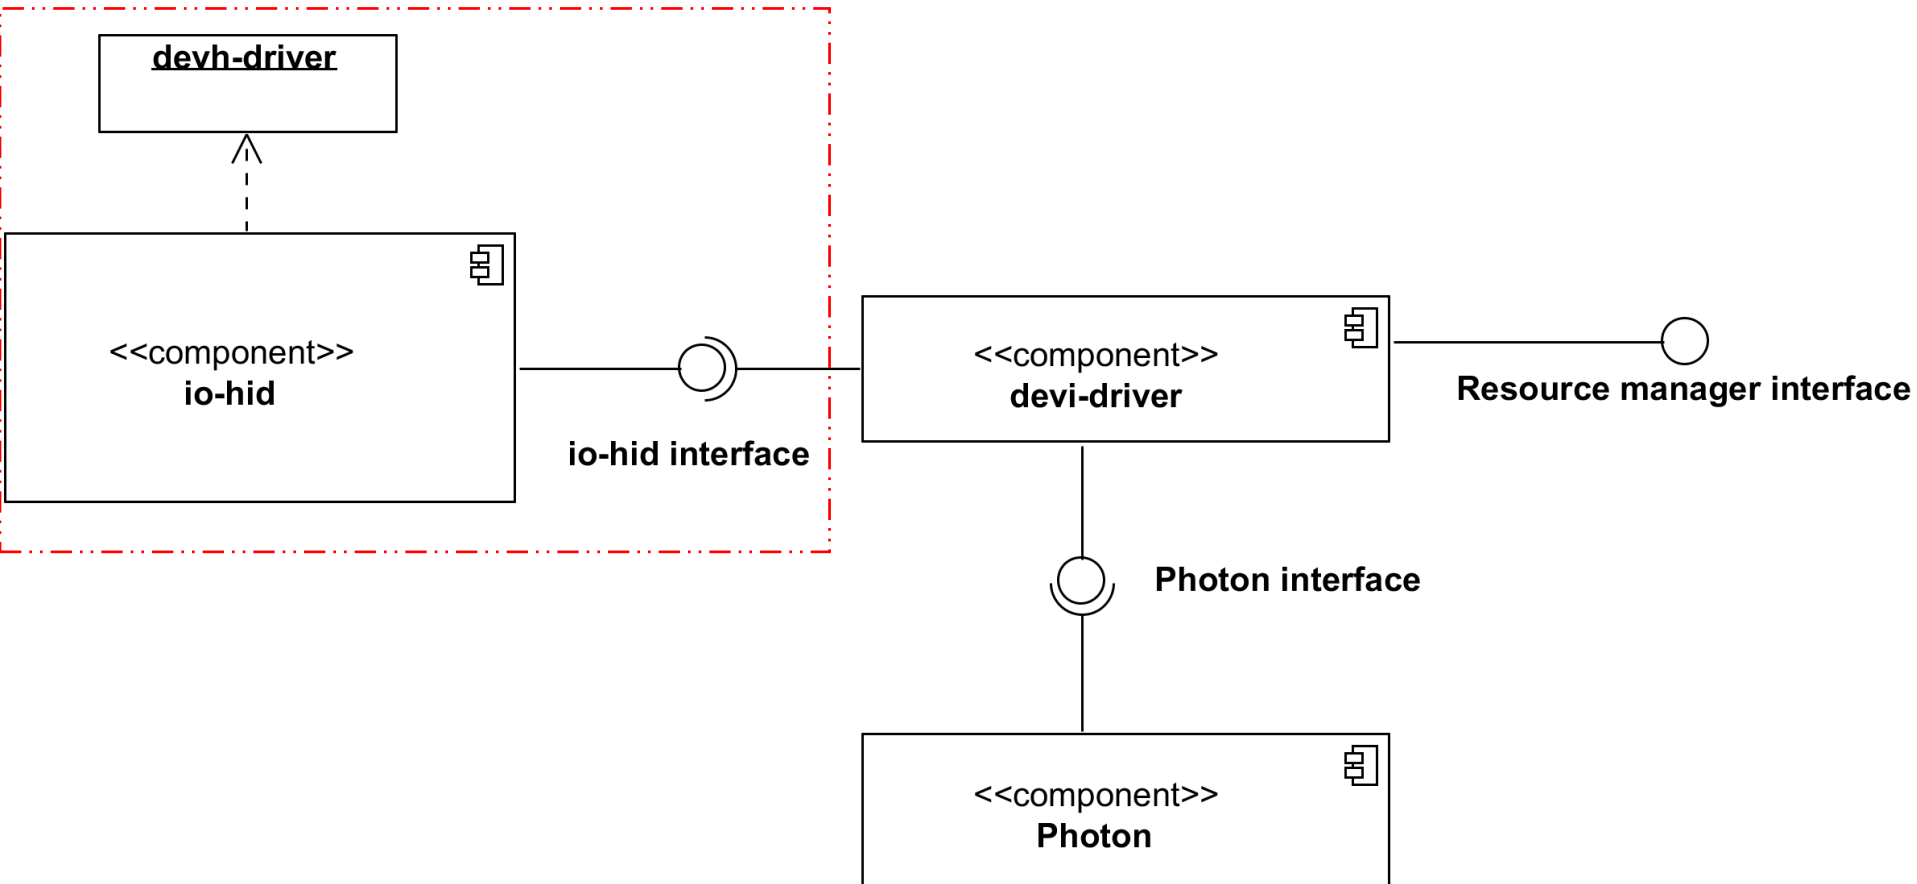 devh-driver
<<component>>
io-hid
io-hid interface
<<component>>
devi-driver
Resource manager interface
Photon interface
<<component>>
Photon